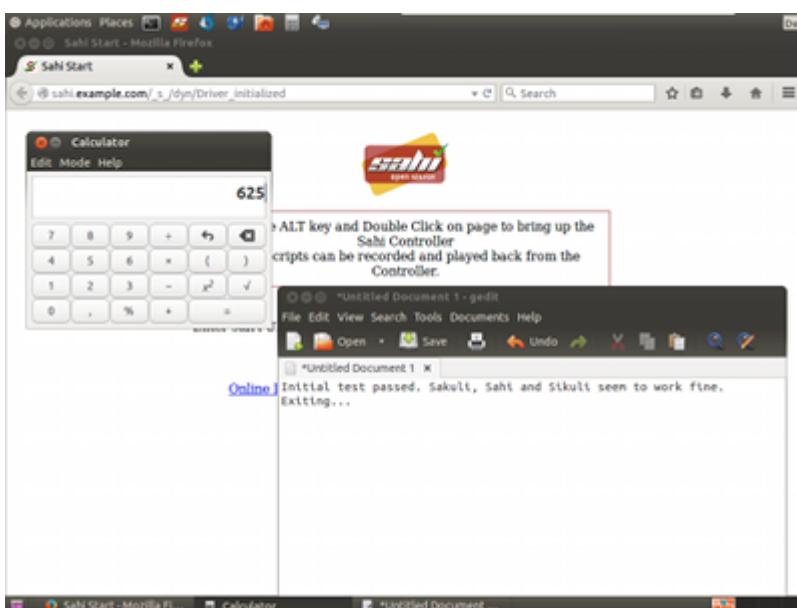 Applications Places
De
Sahi Start - Mozilla Firefox
Sahi Start
sahi.example.com/_s_/dyn/Driver_initialized
Search
Calculator
Edit Mode Help
625
7 8 9 ÷
4 5 6 × ( )
1 2 3 − x² √
0 , % + =
sahi
open source
ALT key and Double Click on page to bring up the
Sahi Controller
cripts can be recorded and played back from the
Controller.
Enter Start U
Online
*Untitled Document 1 - gedit
File Edit View Search Tools Documents Help
Open Save Undo
*Untitled Document 1
Initial test passed. Sakuli, Sahi and Sikuli seem to work fine.
Exiting...
Sahi Start - Mozilla Fi... Calculator *Untitled Document ...